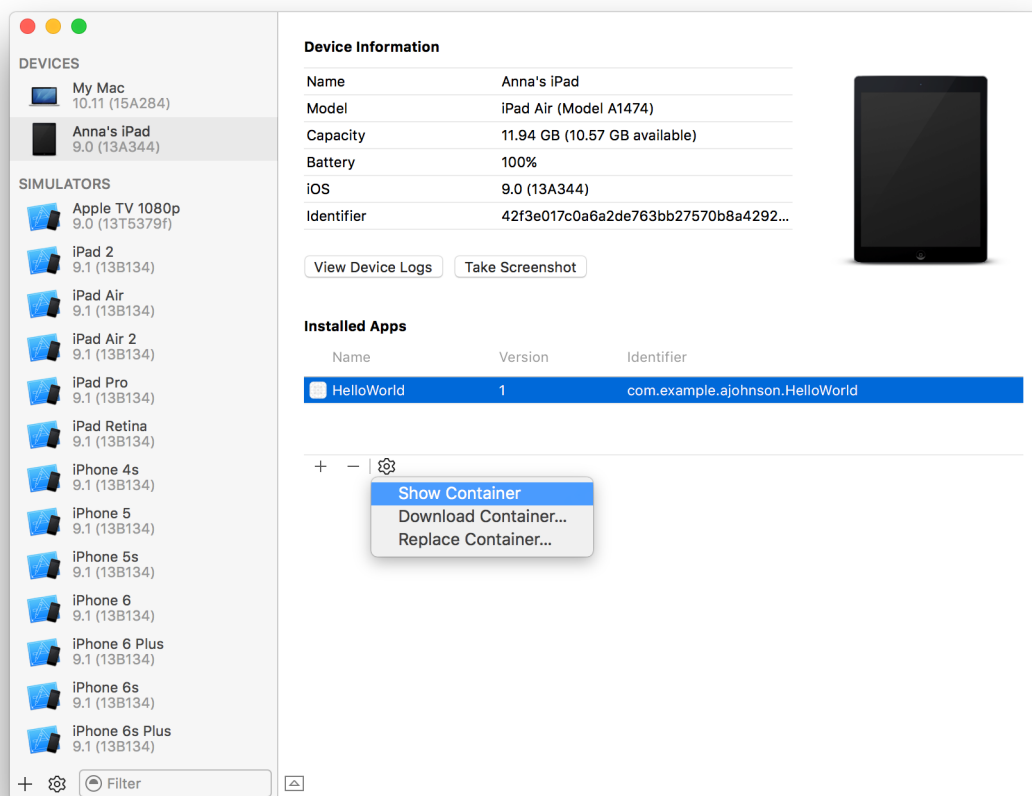 DEVICES
My Mac
10.11 (15A284)
Anna's iPad
9.0 (13A344)
SIMULATORS
Apple TV 1080p
9.0 (13T5379f)
iPad 2
9.1 (13B134)
iPad Air
9.1 (13B134)
iPad Air 2
9.1 (13B134)
iPad Pro
9.1 (13B134)
iPad Retina
9.1 (13B134)
iPhone 4s
9.1 (13B134)
iPhone 5
9.1 (13B134)
iPhone 5s
9.1 (13B134)
iPhone 6
9.1 (13B134)
iPhone 6 Plus
9.1 (13B134)
iPhone 6s
9.1 (13B134)
iPhone 6s Plus
9.1 (13B134)
Filter
Device Information
Name Anna's iPad
Model iPad Air (Model A1474)
Capacity 11.94 GB (10.57 GB available)
Battery 100%
iOS 9.0 (13A344)
Identifier 42f3e017c0a6a2de763bb27570b8a4292...
View Device Logs Take Screenshot
Installed Apps
Name Version Identifier
HelloWorld 1 com.example.ajohnson.HelloWorld
Show Container
Download Container...
Replace Container...